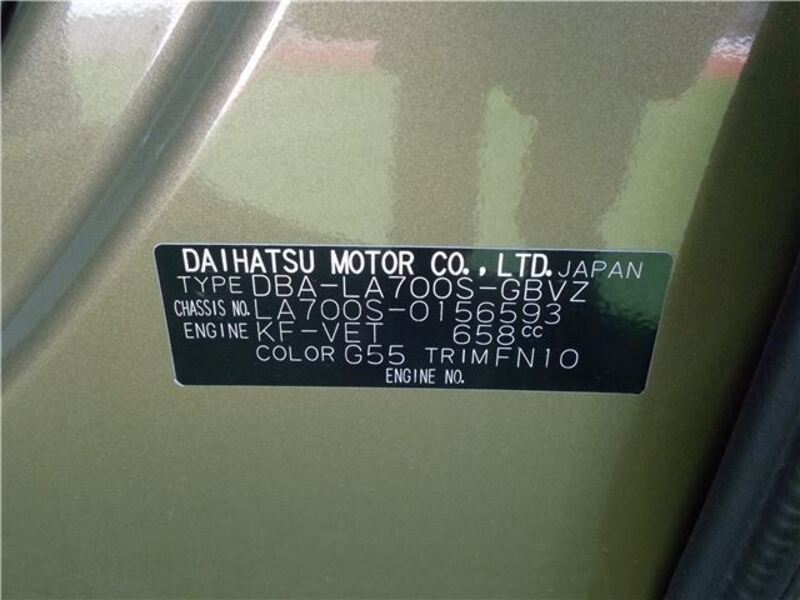 DAIHATSU MOTOR CO., LTD. JAPAN
TYPE DBA-LA700S-GBVZ
CHASSIS NO. LA700S-0156593
ENGINE KF-VET 658cc
COLOR G55 TRIM FN10
ENGINE NO.